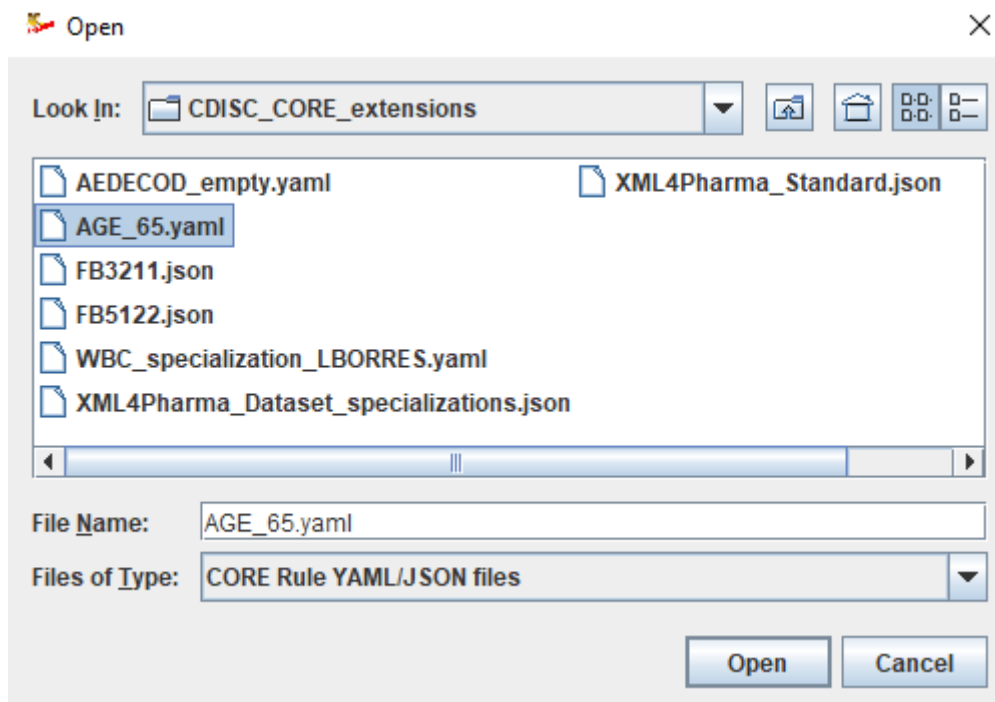 Open
Look In: CDISC_CORE_extensions
AEDECOD_empty.yaml
AGE_65.yaml
FB3211.json
FB5122.json
WBC_specialization_LBORRES.yaml
XML4Pharma_Dataset_specializations.json
XML4Pharma_Standard.json
File Name: AGE_65.yaml
Files of Type: CORE Rule YAML/JSON files
Open Cancel